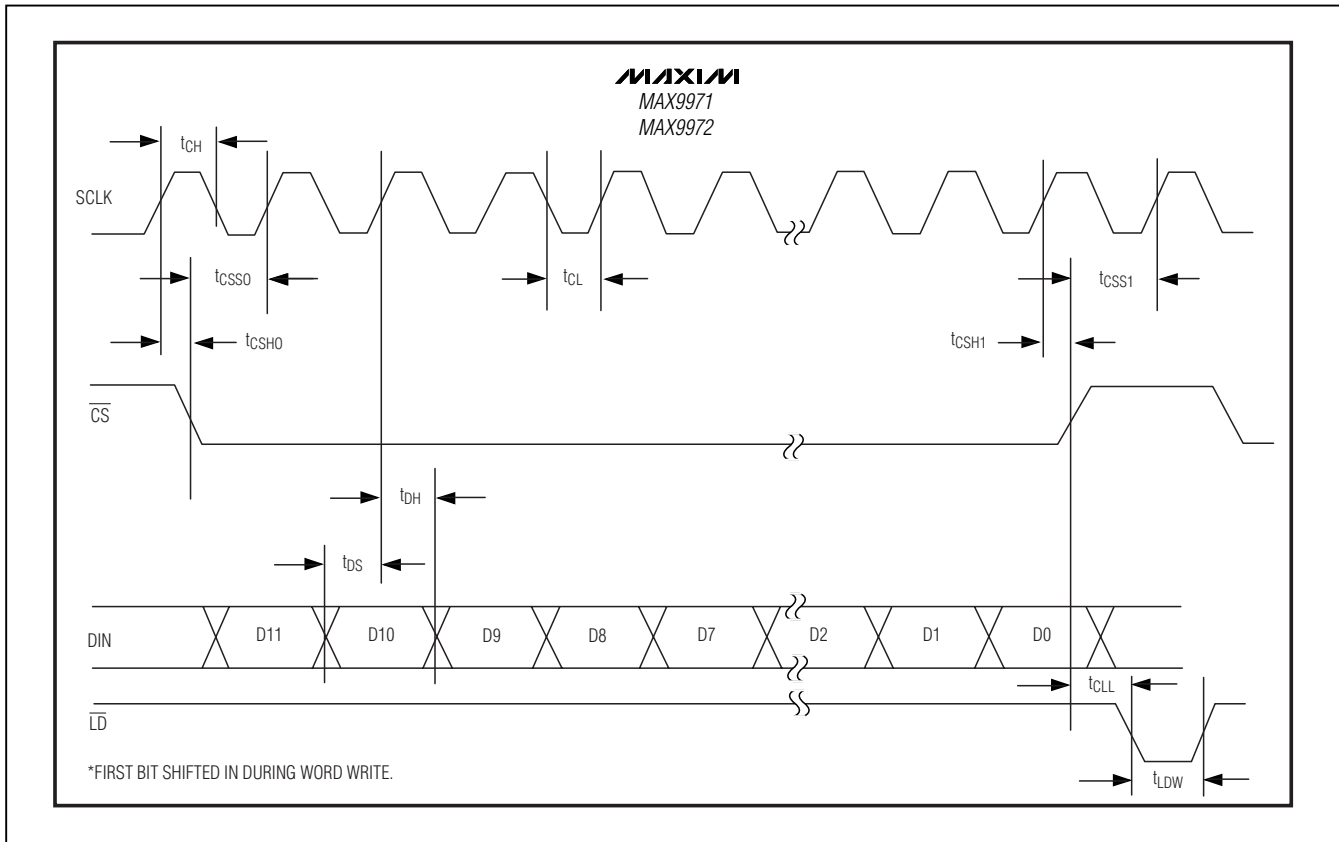 MAXIM
MAX9971
MAX9972
tCH
SCLK
tCSS0
tCL
tCSS1
tCSH0
tCSH1
CS
tDH
tDS
DIN
D11
D10
D9
D8
D7
D2
D1
D0
tCLL
LD
*FIRST BIT SHIFTED IN DURING WORD WRITE.
tLDW